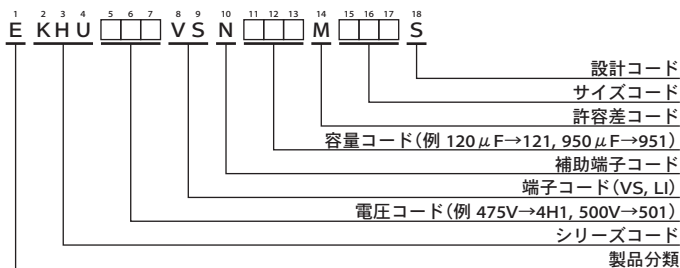 1 2 3 4 5 6 7 8 9 10 11 12 13 14 15 16 17 18
E KHU □□□ VS N □□□ M □□□ S
設計コード
サイズコード
許容差コード
容量コード(例 120μF→121, 950μF→951)
補助端子コード
端子コード(VS, LI)
電圧コード(例 475V→4H1, 500V→501)
シリーズコード
製品分類